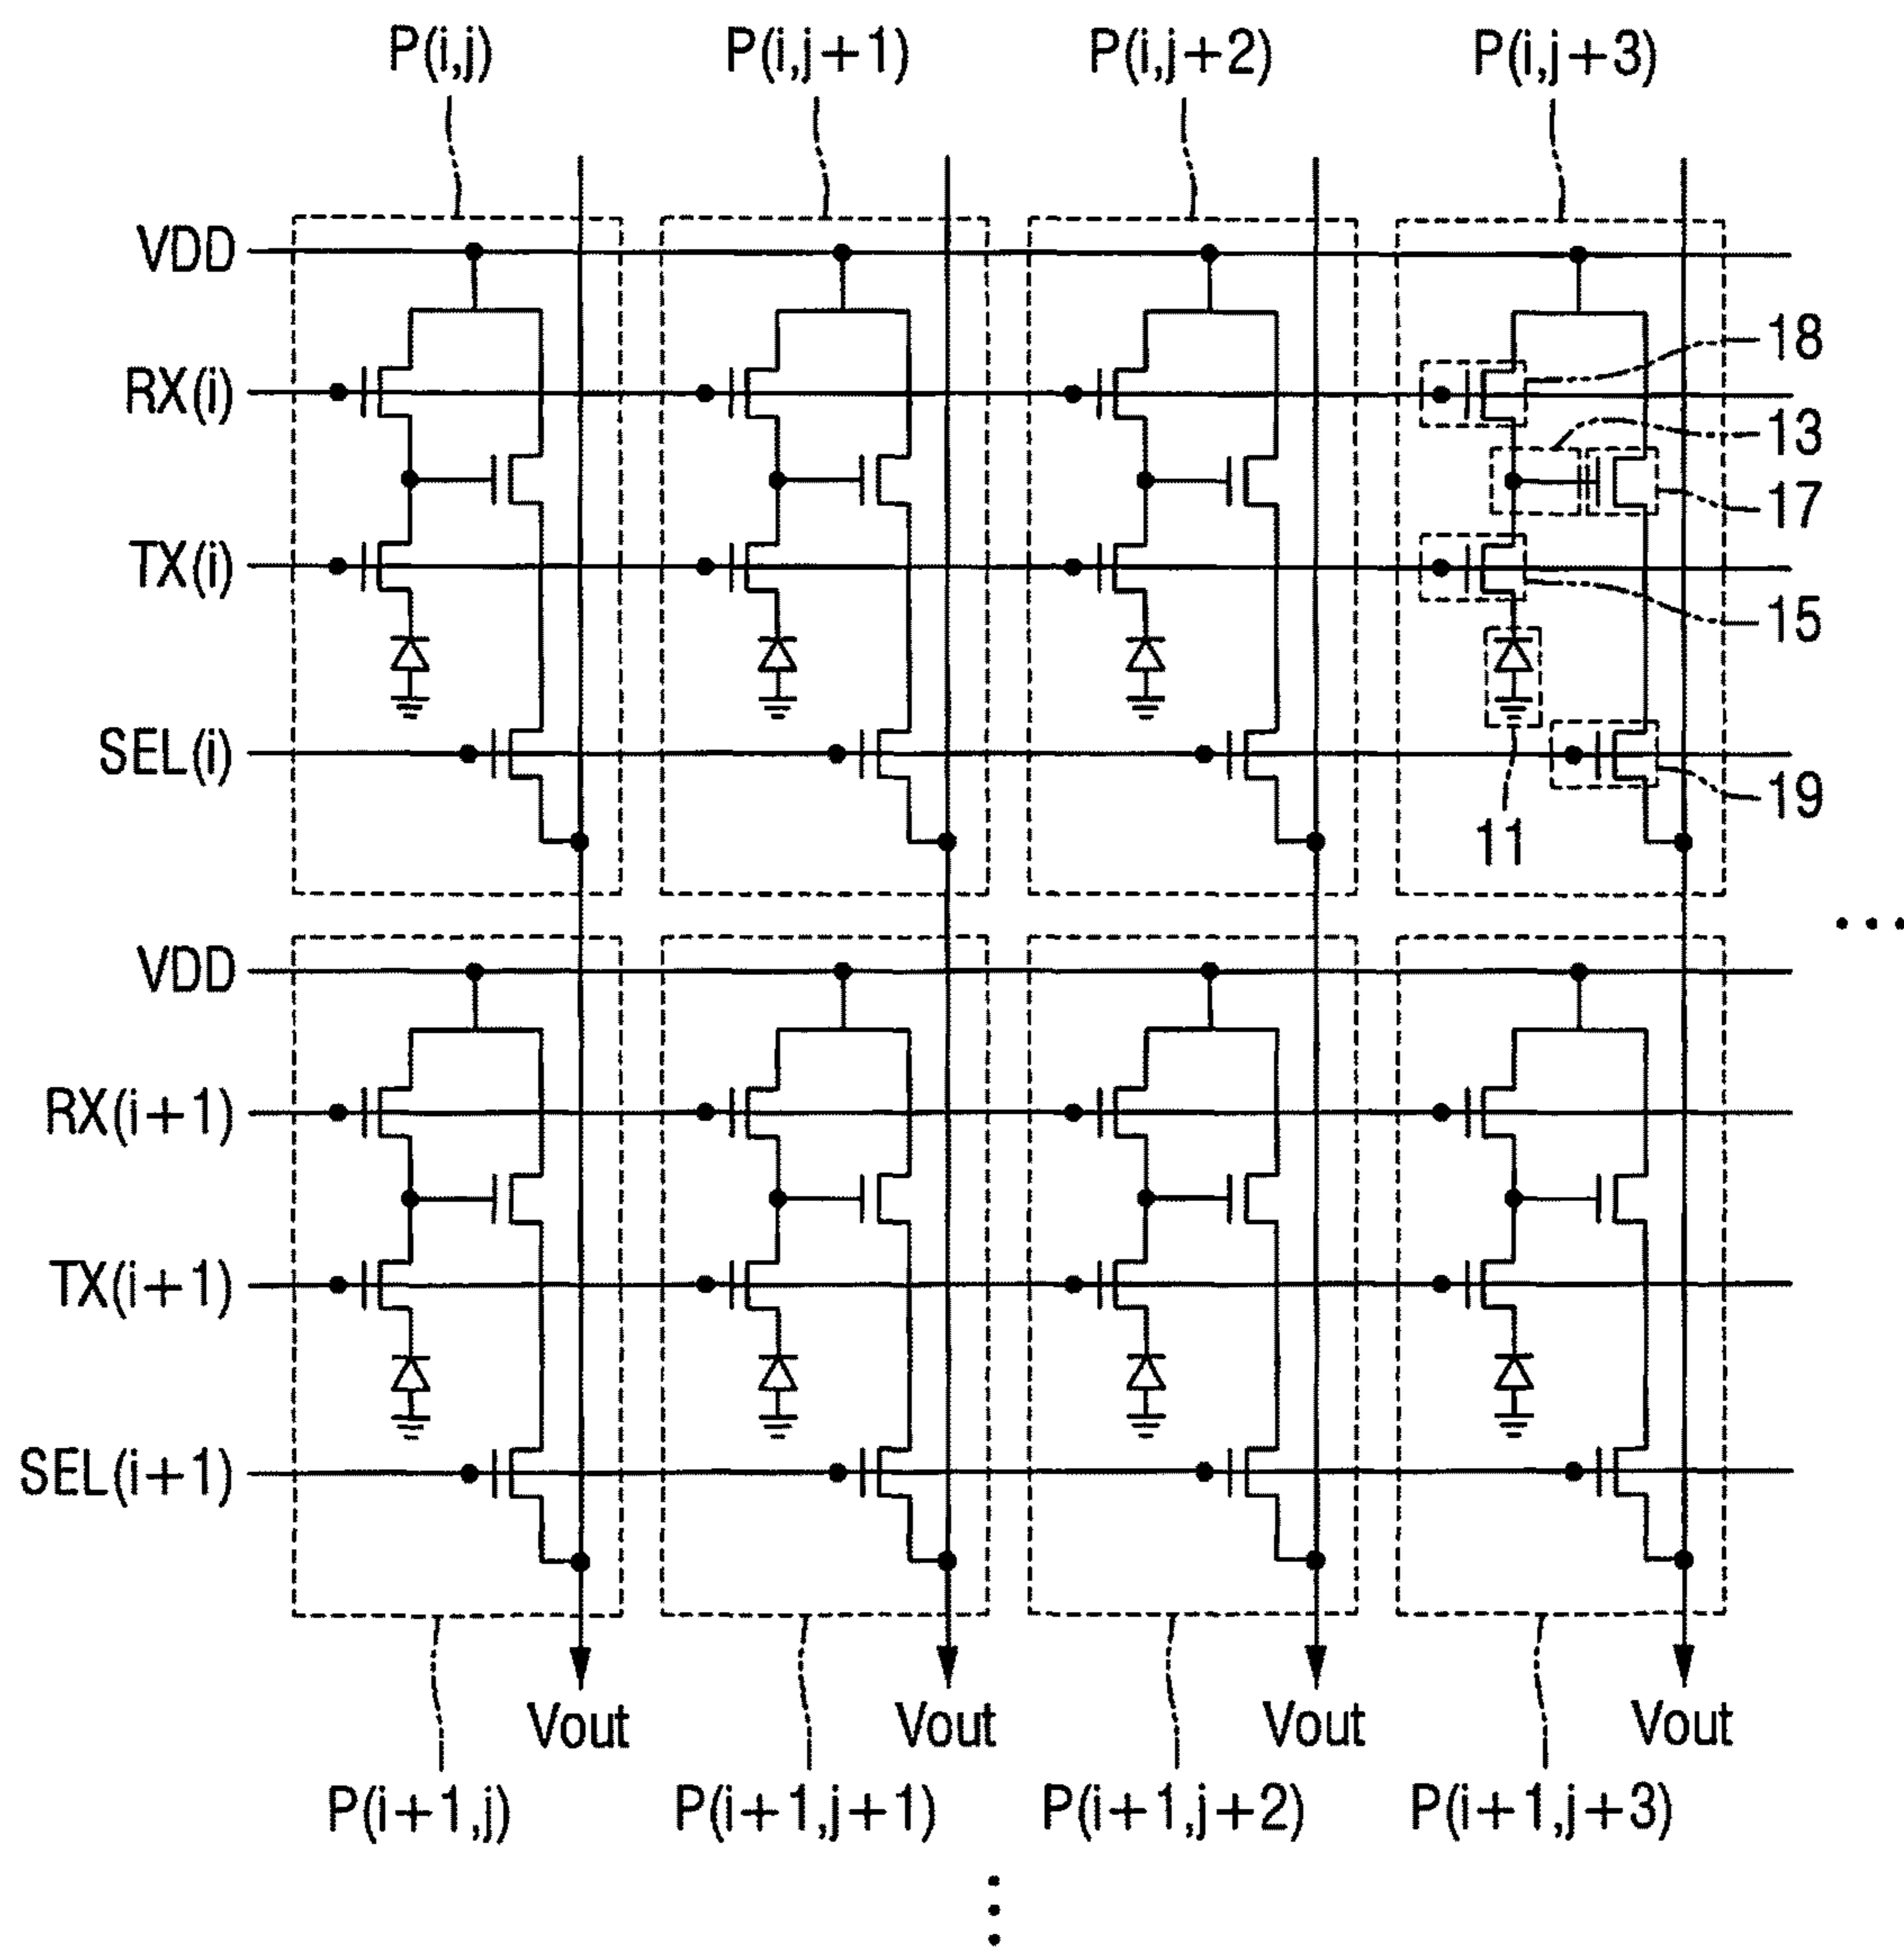 P(i,j) P(i,j+1) P(i,j+2) P(i,j+3)
VDD
18
RX(i)
13
17
TX(i)
15
SEL(i)
19
11
...
VDD
RX(i+1)
TX(i+1)
SEL(i+1)
Vout Vout Vout Vout
P(i+1,j) P(i+1,j+1) P(i+1,j+2) P(i+1,j+3)